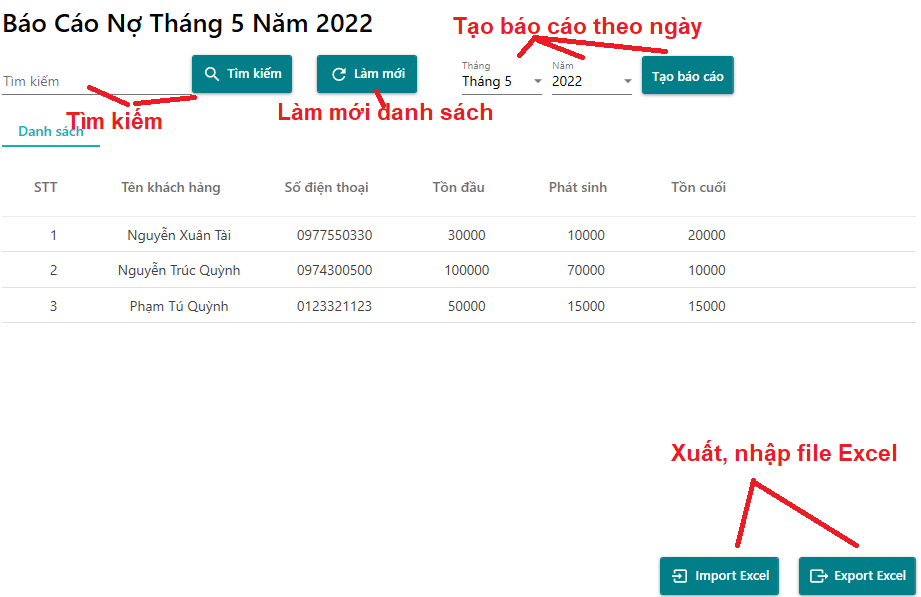 Báo Cáo Nợ Tháng 5 Năm 2022
Tạo báo cáo theo ngày
Tìm kiếm
Tìm kiếm
Làm mới
Tháng
Tháng 5
Năm
2022
Tạo báo cáo
Tìm kiếm
Làm mới danh sách
Danh sách
STT Tên khách hàng Số điện thoại Tồn đầu Phát sinh Tồn cuối
1 Nguyễn Xuân Tài 0977550330 30000 10000 20000
2 Nguyễn Trúc Quỳnh 0974300500 100000 70000 10000
3 Phạm Tú Quỳnh 0123321123 50000 15000 15000
Xuất, nhập file Excel
Import Excel
Export Excel